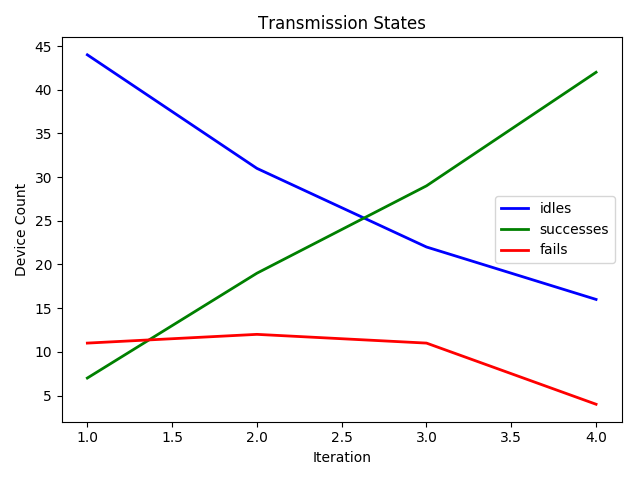 Transmission States
45
40
35
30
25
20
15
10
5
Device Count
idles
successes
fails
1.0 1.5 2.0 2.5 3.0 3.5 4.0
Iteration